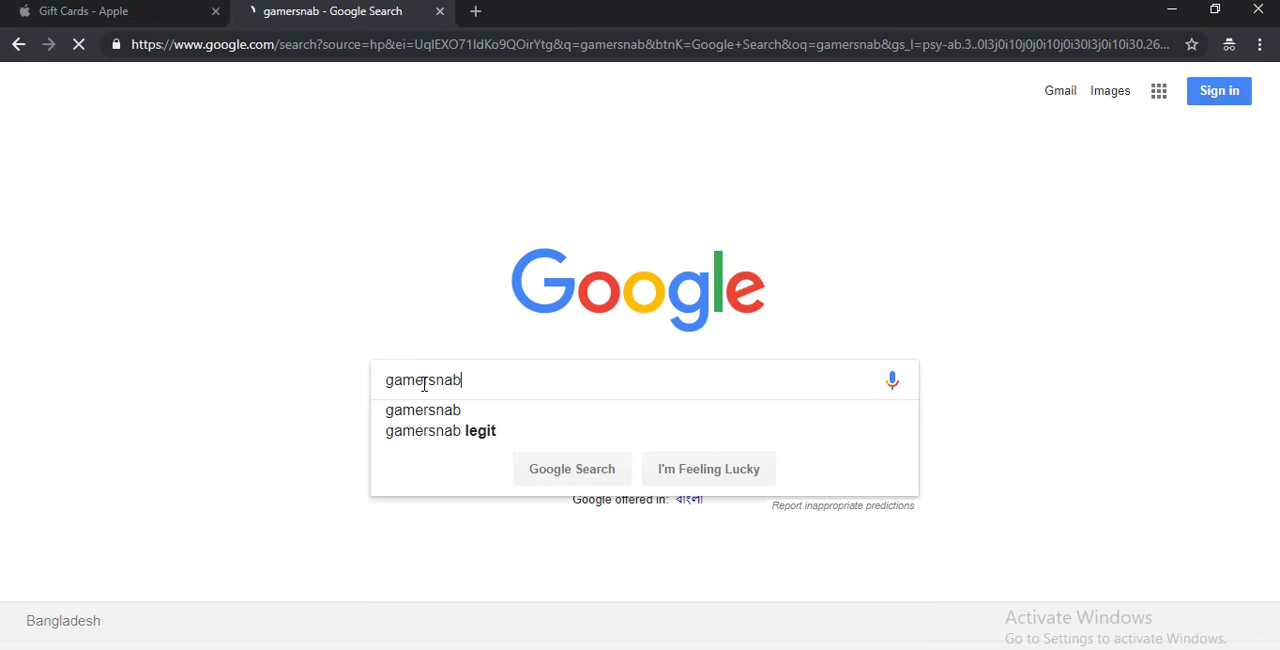 Gift Cards - Apple
gamersnab - Google Search
https://www.google.com/search?source=hp&ei=UqlEXO71IdKo9QOirYtg&q=gamersnab&btnK=Google+Search&oq=gamersnab&gs_l=psy-ab.3..0l3j0i10j0j0i10j0i30l3j0i10i30.26...
Gmail Images Sign in
Google
gamersnab
gamersnab
gamersnab legit
Google Search I'm Feeling Lucky
Google offered in: বাংলা
Report inappropriate predictions
Bangladesh
Activate Windows
Go to Settings to activate Windows.